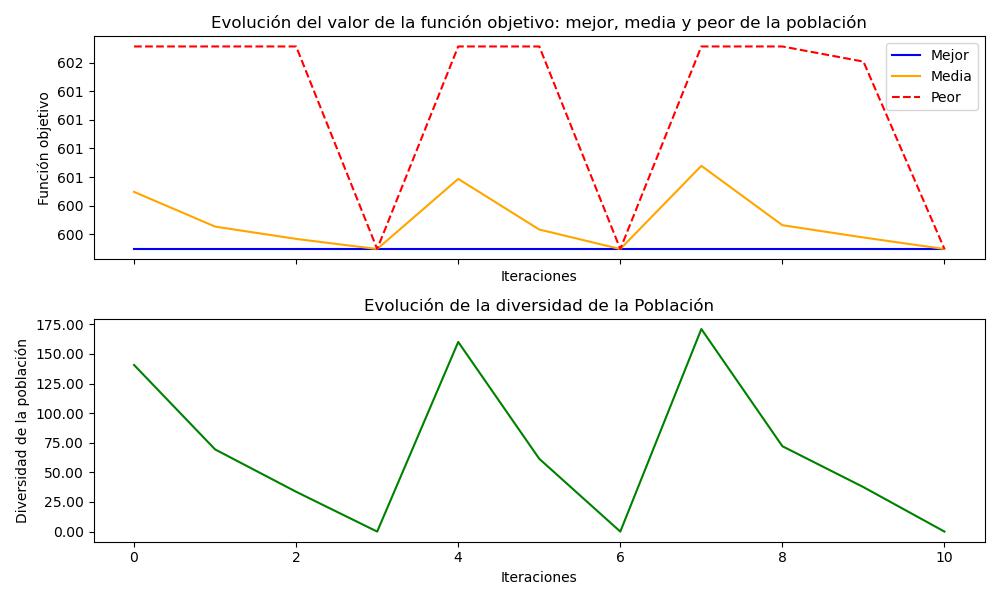 Evolución del valor de la función objetivo: mejor, media y peor de la población
Función objetivo
602
601
601
601
601
600
600
Mejor
Media
Peor
Iteraciones
Evolución de la diversidad de la Población
Diversidad de la población
175.00
150.00
125.00
100.00
75.00
50.00
25.00
0.00
0 2 4 6 8 10
Iteraciones